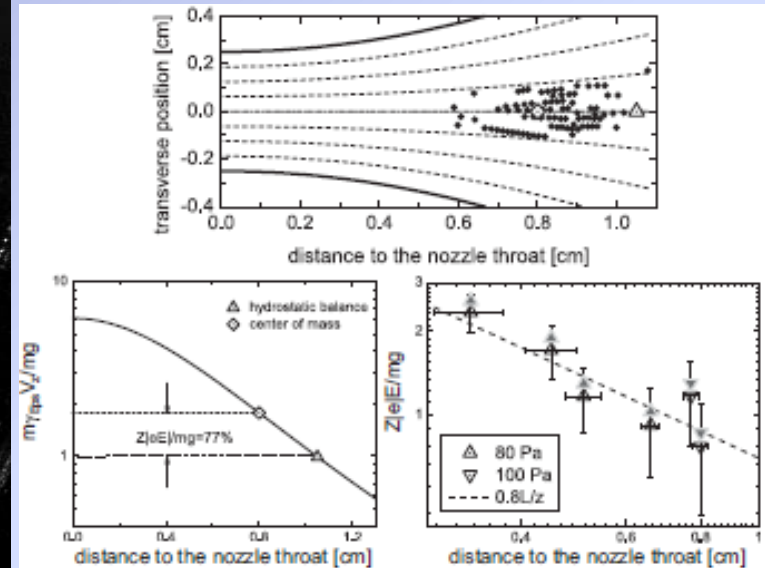 0.4
0.2
0.0
-0.2
-0.4
transverse position [cm]
0.0 0.2 0.4 0.6 0.8 1.0
distance to the nozzle throat [cm]
10
1
mγEpsVz/mg
hydrostatic balance
center of mass
Z|eE|/mg=77%
0.0 0.4 0.8 1.2
distance to the nozzle throat [cm]
3
2
1
Z|e|E/mg
80 Pa
100 Pa
0.8L/z
0.4 0.6 0.8 1
distance to the nozzle throat [cm]